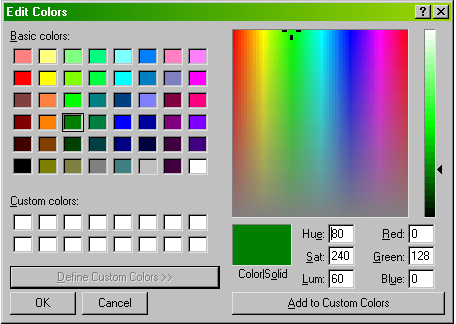 Edit Colors
Basic colors:
Custom colors:
Define Custom Colors >>
OK
Cancel
Color|Solid
Hue: 80
Sat: 240
Lum: 60
Red: 0
Green: 128
Blue: 0
Add to Custom Colors